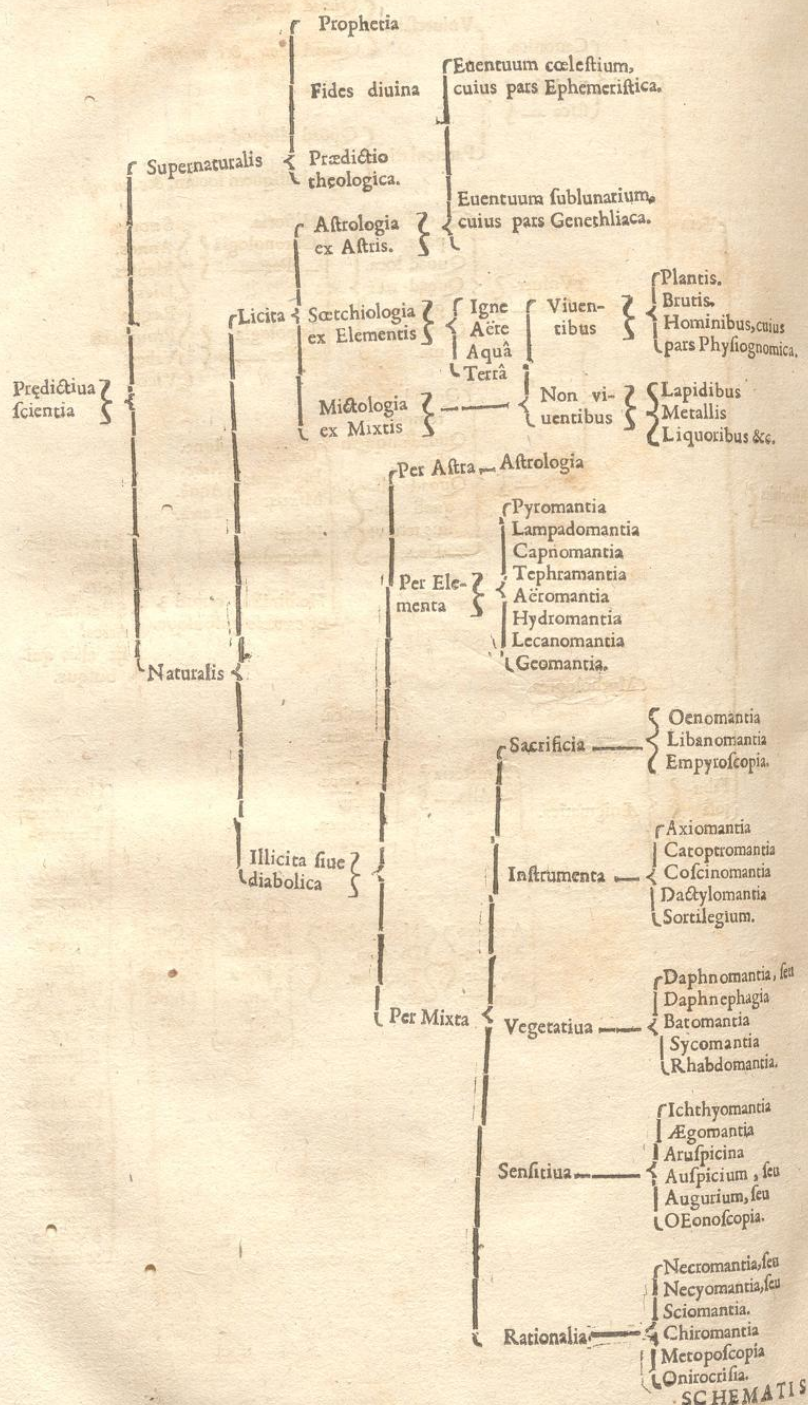 Prophetia
Fides diuina
Prædictio
theologica.
Euentuum cœleſtium,
cuius pars Ephemeriſtica.
Euentuum ſublunarium,
cuius pars Genethliaca.
Supernaturalis
Aſtrologia
ex Aſtris.
Licita
Sœtchiologia
ex Elementis
Igne
Aëre
Aquâ
Terrâ
Viuen-
tibus
Plantis.
Brutis.
Hominibus, cuius
pars Phyſiognomica.
Prędictiua
ſcientia
Mictologia
ex Mixtis
Non vi-
uentibus
Lapidibus
Metallis
Liquoribus &c.
Per Aſtra
Aſtrologia
Per Ele-
menta
Pyromantia
Lampadomantia
Capnomantia
Tephramantia
Aëromantia
Hydromantia
Lecanomantia
Geomantia.
Naturalis
Sacrificia
Oenomantia
Libanomantia
Empyroſcopia.
Illicita ſiue
diabolica
Inſtrumenta
Axiomantia
Catoptromantia
Coſcinomantia
Dactylomantia
Sortilegium.
Per Mixta
Vegetatiua
Daphnomantia, ſeu
Daphnephagia
Batomantia
Sycomantia
Rhabdomantia.
Senſitiua
Ichthyomantia
Ægomantia
Aruſpicina
Auſpicium, ſeu
Augurium, ſeu
OEonoſcopia.
Rationalia
Necromantia, ſeu
Necyomantia, ſeu
Sciomantia.
Chiromantia
Metopoſcopia
Onirocriſia.
SCHEMATIS